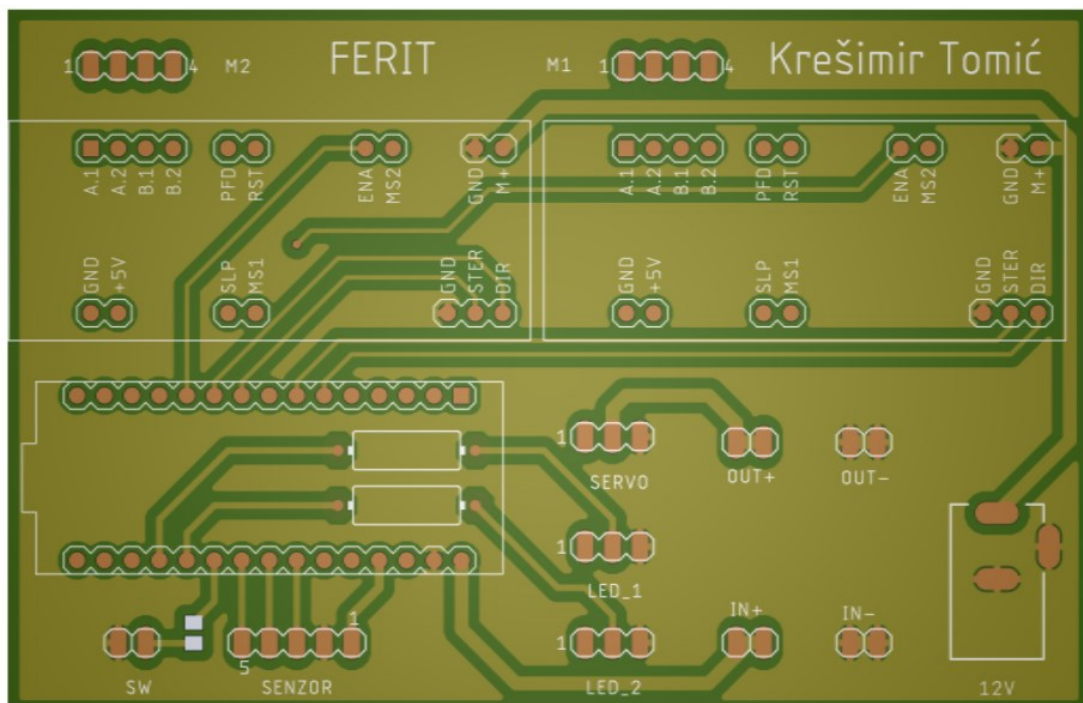 FERIT
Krešimir Tomić
1
4
M2
M1
1
4
A.1
A.2
B.1
B.2
PFD
RST
ENA
MS2
GND
M+
A.1
A.2
B.1
B.2
PFD
RST
ENA
MS2
GND
M+
GND
+5V
SLP
MS1
GND
STER
DIR
GND
+5V
SLP
MS1
GND
STER
DIR
1
SERVO
OUT+
OUT-
1
LED_1
1
LED_2
IN+
IN-
1
5
SW
SENZOR
12V